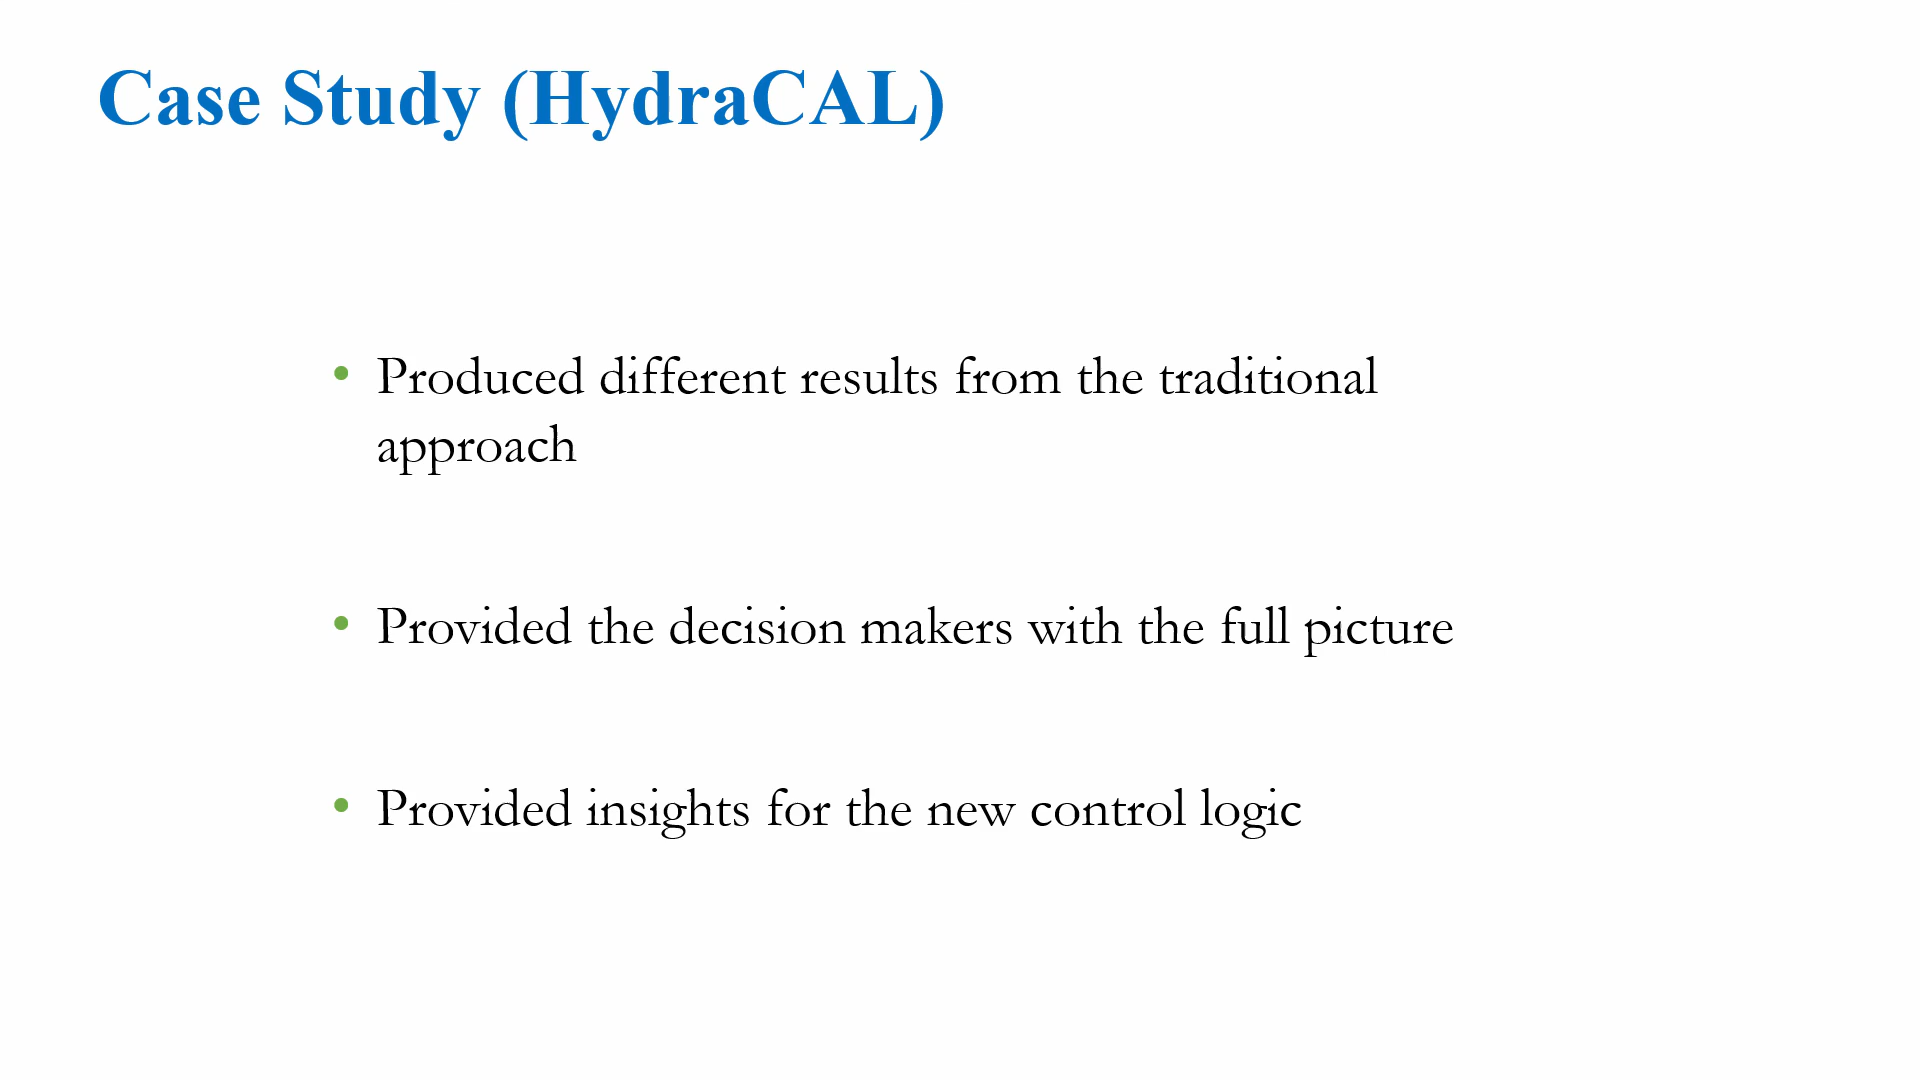 Case Study (HydraCAL)
• Produced different results from the traditional
approach
• Provided the decision makers with the full picture
• Provided insights for the new control logic